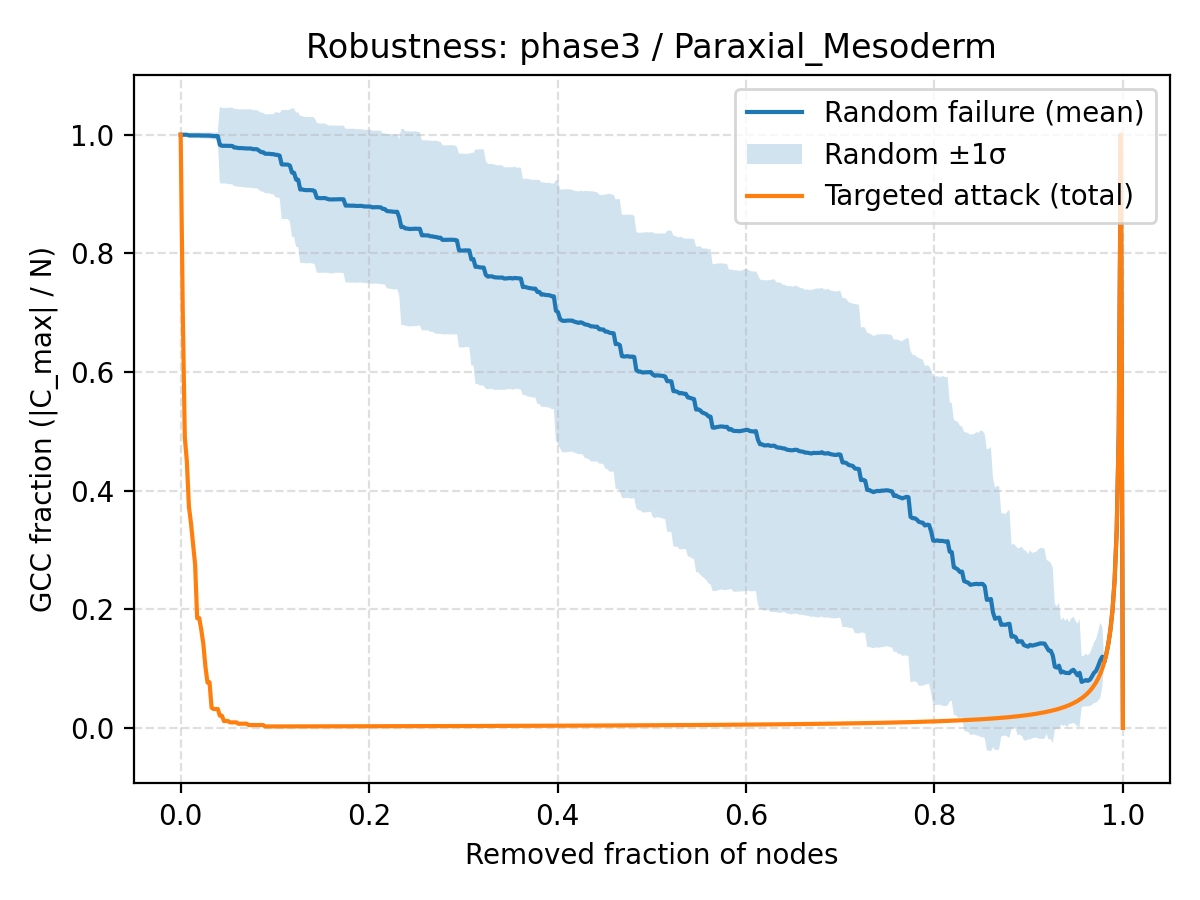 Robustness: phase3 / Paraxial_Mesoderm
GCC fraction (|C_max| / N)
1.0
0.8
0.6
0.4
0.2
0.0
Random failure (mean)
Random ±1σ
Targeted attack (total)
0.0 0.2 0.4 0.6 0.8 1.0
Removed fraction of nodes